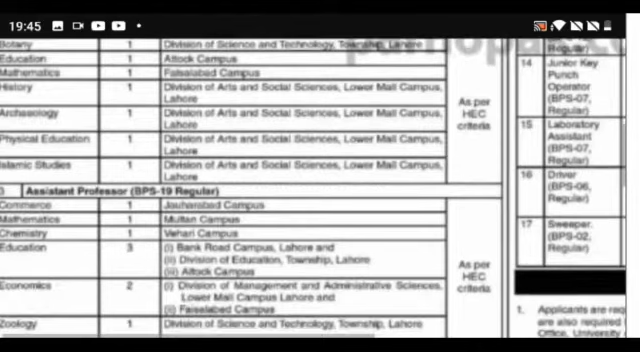 19:45
Botany 1 Division of Science and Technology, Township, Lahore
Education 1 Attock Campus
Mathematics 1 Faisalabad Campus
History 1 Division of Arts and Social Sciences, Lower Mall Campus,
Lahore
Archaeology 1 Division of Arts and Social Sciences, Lower Mall Campus,
Lahore
Physical Education 1 Division of Arts and Social Sciences, Lower Mall Campus,
Lahore
Islamic Studies 1 Division of Arts and Social Sciences, Lower Mall Campus,
Lahore
As per
HEC
criteria
Assistant Professor (BPS-19 Regular)
Commerce 1 Jauharabad Campus
Mathematics 1 Multan Campus
Chemistry 1 Vehari Campus
Education 3 (i) Bank Road Campus, Lahore and
(ii) Division of Education, Township, Lahore
(iii) Attock Campus
Economics 2 (i) Division of Management and Administrative Sciences,
Lower Mall Campus Lahore and
(ii) Faisalabad Campus
Zoology 1 Division of Science and Technology, Township, Lahore
As per
HEC
criteria
Regular)
14 Junior Key
Punch
Operator
(BPS-07,
Regular)
15 Laboratory
Assistant
(BPS-07,
Regular)
16 Driver
(BPS-06,
Regular)
17 Sweeper.
(BPS-02,
Regular)
1. Applicants are req
are also required
Office, University